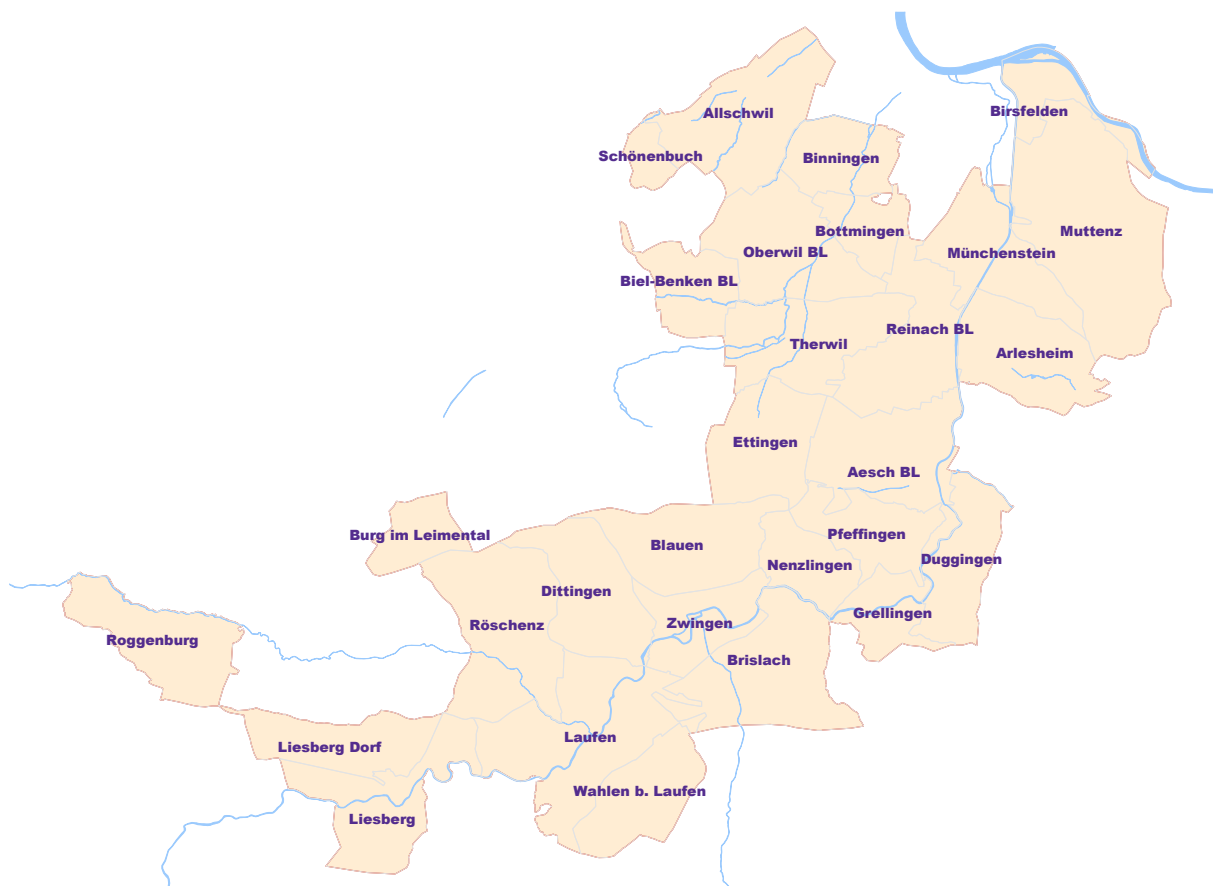 Allschwil
Birsfelden
Schönenbuch
Binningen
Bottmingen
Muttenz
Oberwil BL
Münchenstein
Biel-Benken BL
Reinach BL
Therwil
Arlesheim
Ettingen
Aesch BL
Burg im Leimental
Pfeffingen
Blauen
Duggingen
Nenzlingen
Dittingen
Grellingen
Röschenz
Zwingen
Roggenburg
Brislach
Laufen
Liesberg Dorf
Wahlen b. Laufen
Liesberg